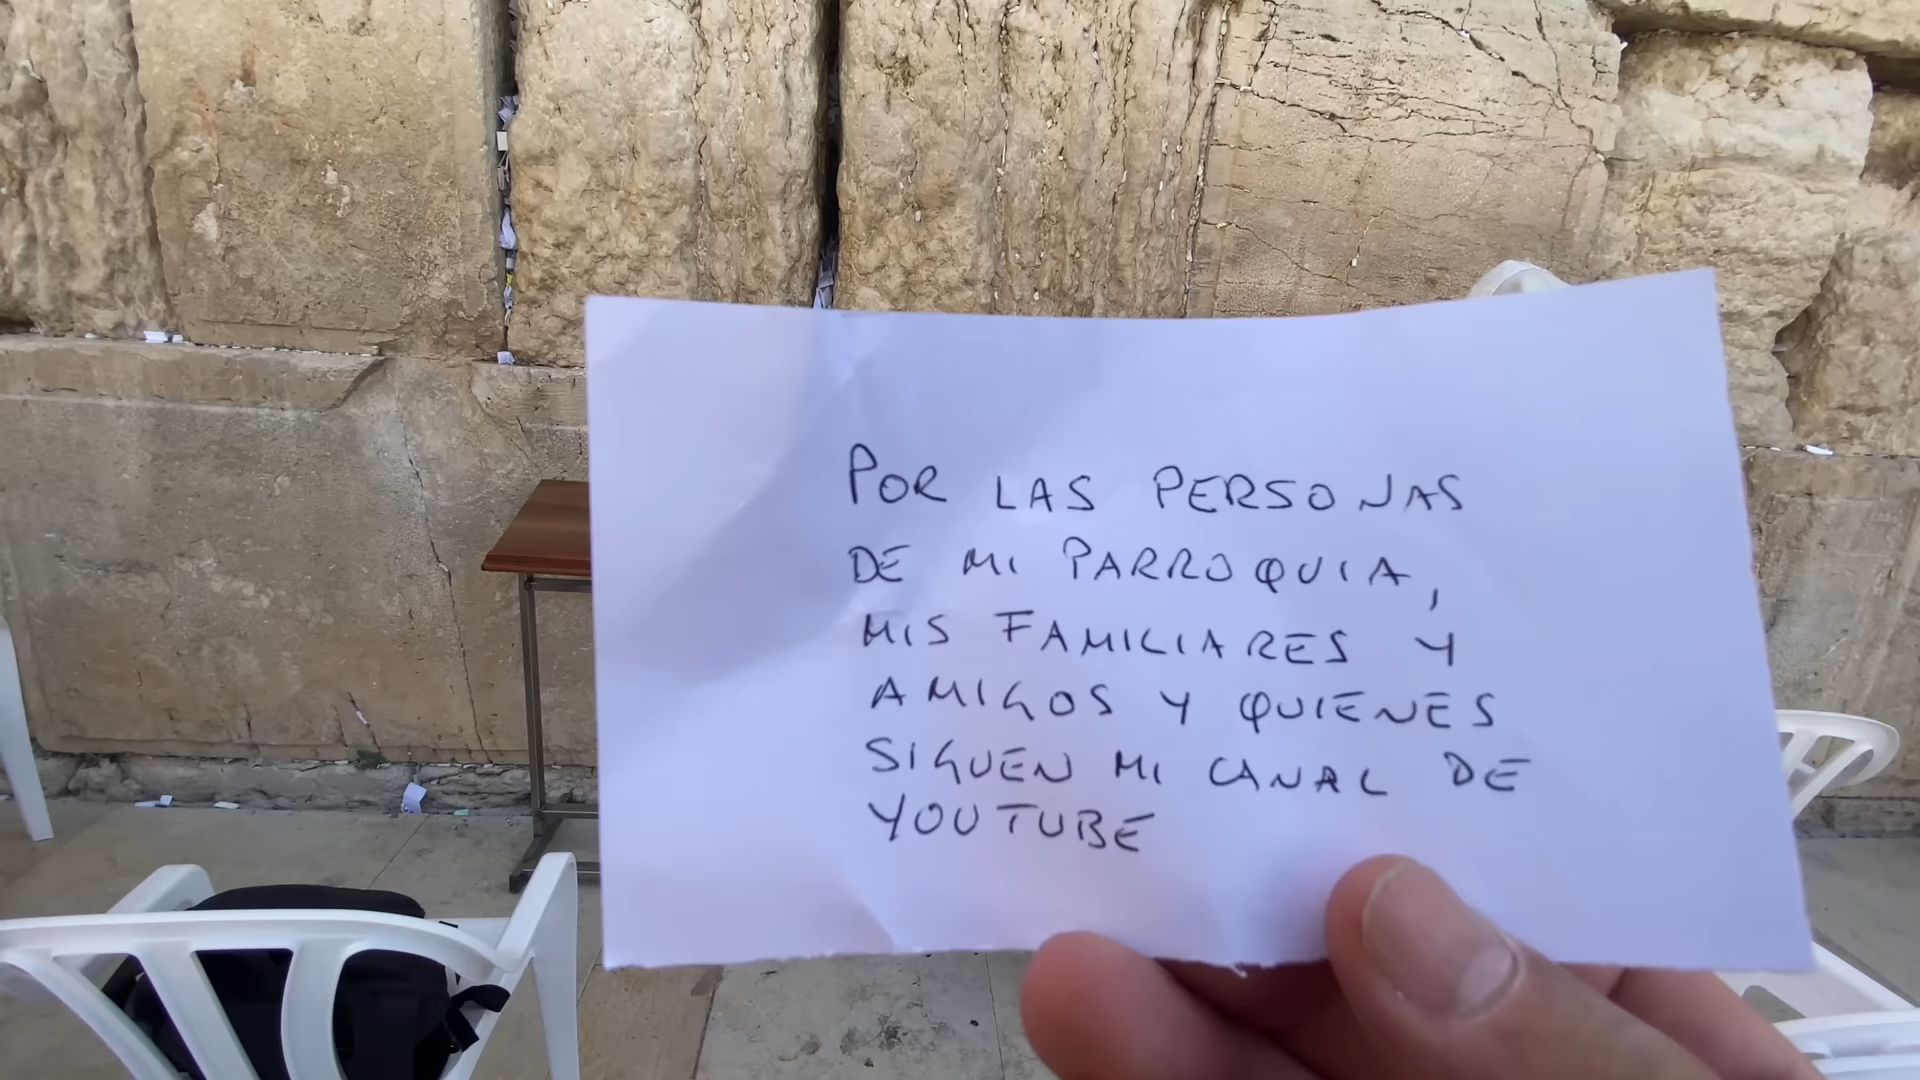 POR LAS PERSONAS
DE MI PARROQUIA,
MIS FAMILIARES Y
AMIGOS Y QUIENES
SIGUEN MI CANAL DE
YOUTUBE